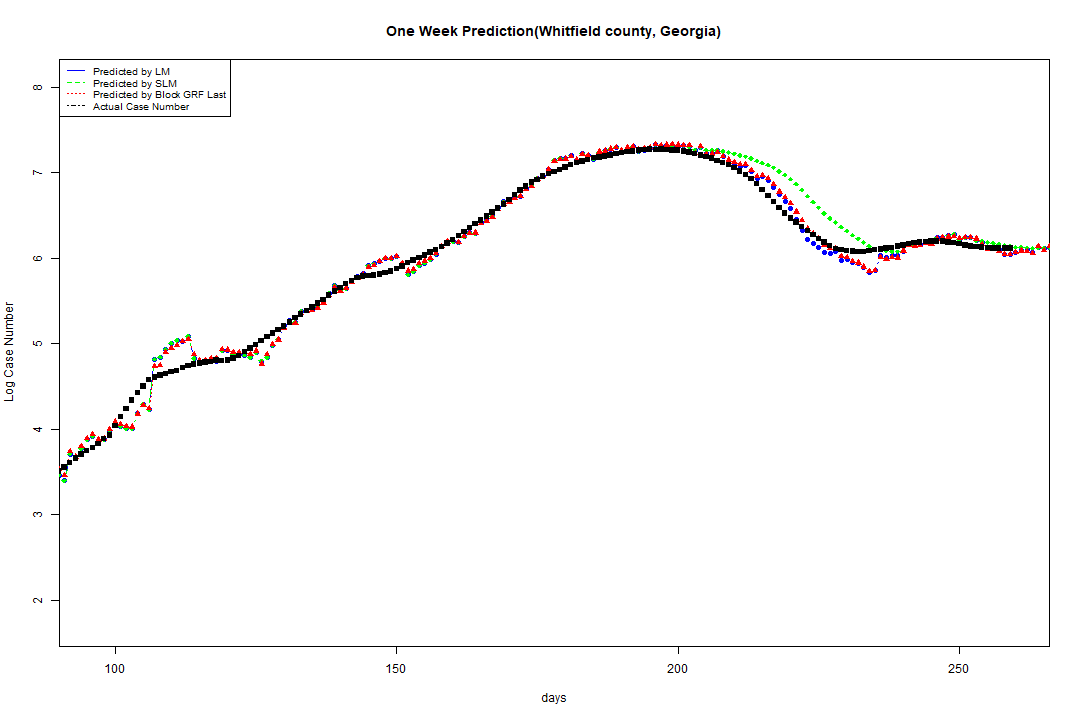 One Week Prediction(Whitfield county, Georgia)
Predicted by LM
Predicted by SLM
Predicted by Block GRF Last
Actual Case Number
8
7
6
5
4
3
2
Log Case Number
100 150 200 250
days